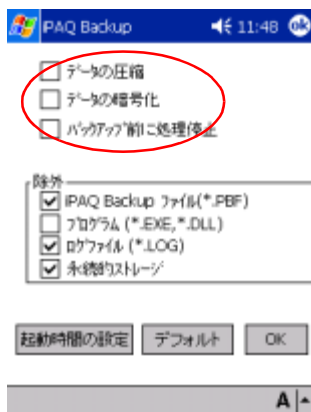 iPAQ Backup 11:48 ok
データの圧縮
データの暗号化
バックアップ前に処理停止
除外
iPAQ Backup ファイル(*.PBF)
プログラム (*.EXE,*.DLL)
ログファイル (*.LOG)
永続的ストレージ
起動時間の設定 デフォルト OK
A